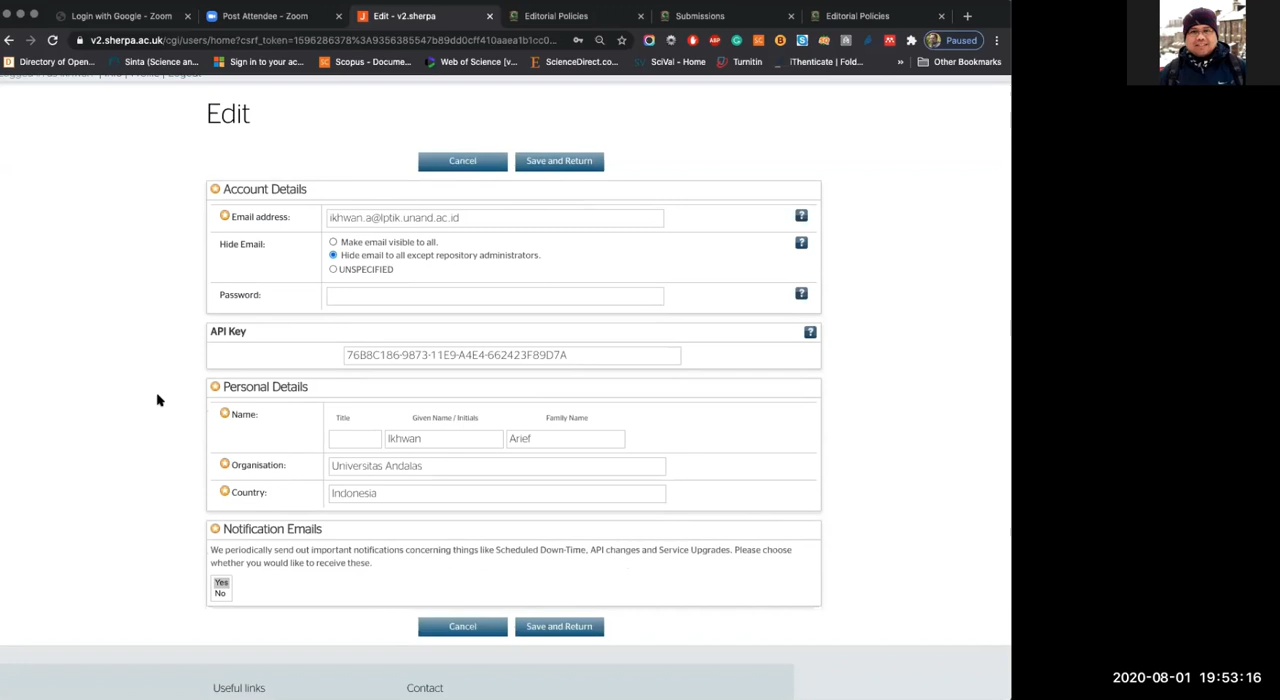 Login with Google - Zoom
Post Attendee - Zoom
Edit - v2.sherpa
Editorial Policies
Submissions
Editorial Policies
v2.sherpa.ac.uk/cgi/users/home?csrf_token=1596286378%3A9356385547b89dd0cff410aaea1b1cc0...
Paused
Directory of Open...
Sinta (Science an...
Sign in to your ac...
Scopus - Docume...
Web of Science [v...
ScienceDirect.co...
SciVal - Home
Turnitin
iThenticate | Fold...
Other Bookmarks
Edit
Cancel
Save and Return
Account Details
Email address:
ikhwan.a@lptik.unand.ac.id
Hide Email:
Make email visible to all.
Hide email to all except repository administrators.
UNSPECIFIED
Password:
API Key
76B8C186-9873-11E9-A4E4-662423F89D7A
Personal Details
Name:
Title
Given Name / Initials
Family Name
Ikhwan
Arief
Organisation:
Universitas Andalas
Country:
Indonesia
Notification Emails
We periodically send out important notifications concerning things like Scheduled Down-Time, API changes and Service Upgrades. Please choose
whether you would like to receive these.
Yes
No
Cancel
Save and Return
Useful links
Contact
2020-08-01 19:53:16